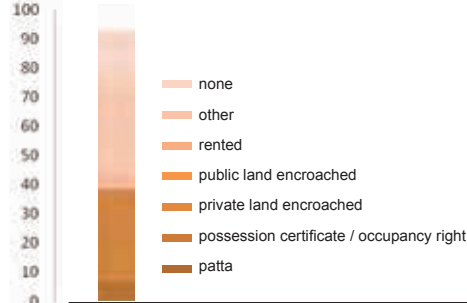 100
90
80
70
60
50
40
30
20
10
0
none
other
rented
public land encroached
private land encroached
possession certificate / occupancy right
patta